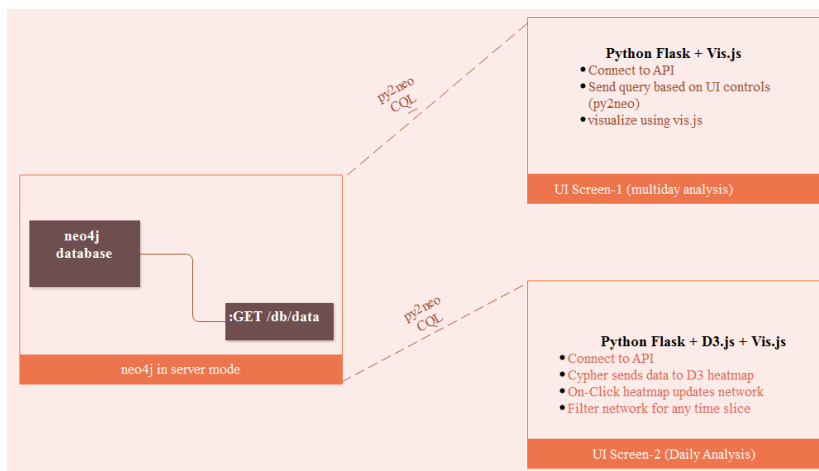 neo4j
database
:GET /db/data
neo4j in server mode
py2neo
CQL
Python Flask + Vis.js
Connect to API
Send query based on UI controls
(py2neo)
visualize using vis.js
UI Screen-1 (multiday analysis)
py2neo
CQL
Python Flask + D3.js + Vis.js
Connect to API
Cypher sends data to D3 heatmap
On-Click heatmap updates network
Filter network for any time slice
UI Screen-2 (Daily Analysis)